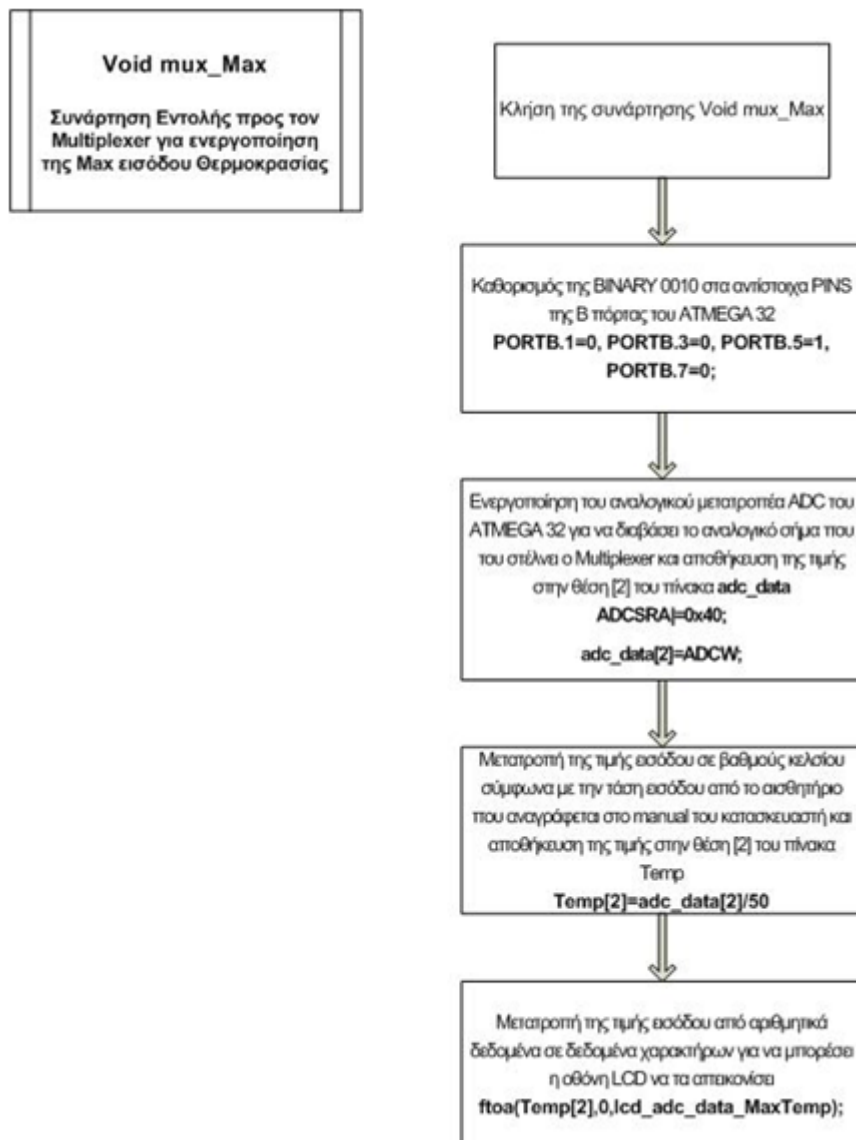 Void mux_Max
Συνάρτηση Εντολής προς τον
Multiplexer για ενεργοποίηση
της Max εισόδου Θερμοκρασίας
Κλήση της συνάρτησης Void mux_Max
Καθορισμός της BINARY 0010 στα αντίστοιχα PINS
της Β πόρτας του ATMEGA 32
PORTB.1=0, PORTB.3=0, PORTB.5=1,
PORTB.7=0;
Ενεργοποίηση του αναλογικού μετατροπέα ADC του
ATMEGA 32 για να διαβάσει το αναλογικό σήμα που
του στέλνει ο Multiplexer και αποθήκευση της τιμής
στην θέση [2] του πίνακα adc_data
ADCSRA|=0x40;
adc_data[2]=ADCW;
Μετατροπή της τιμής εισόδου σε βαθμούς κελσίου
σύμφωνα με την τάση εισόδου από το αισθητήριο
που αναγράφεται στο manual του κατασκευαστή και
αποθήκευση της τιμής στην θέση [2] του πίνακα
Temp
Temp[2]=adc_data[2]/50
Μετατροπή της τιμής εισόδου από αριθμητικά
δεδομένα σε δεδομένα χαρακτήρων για να μπορέσει
η οθόνη LCD να τα απεικονίσει
ftoa(Temp[2],0,lcd_adc_data_MaxTemp);